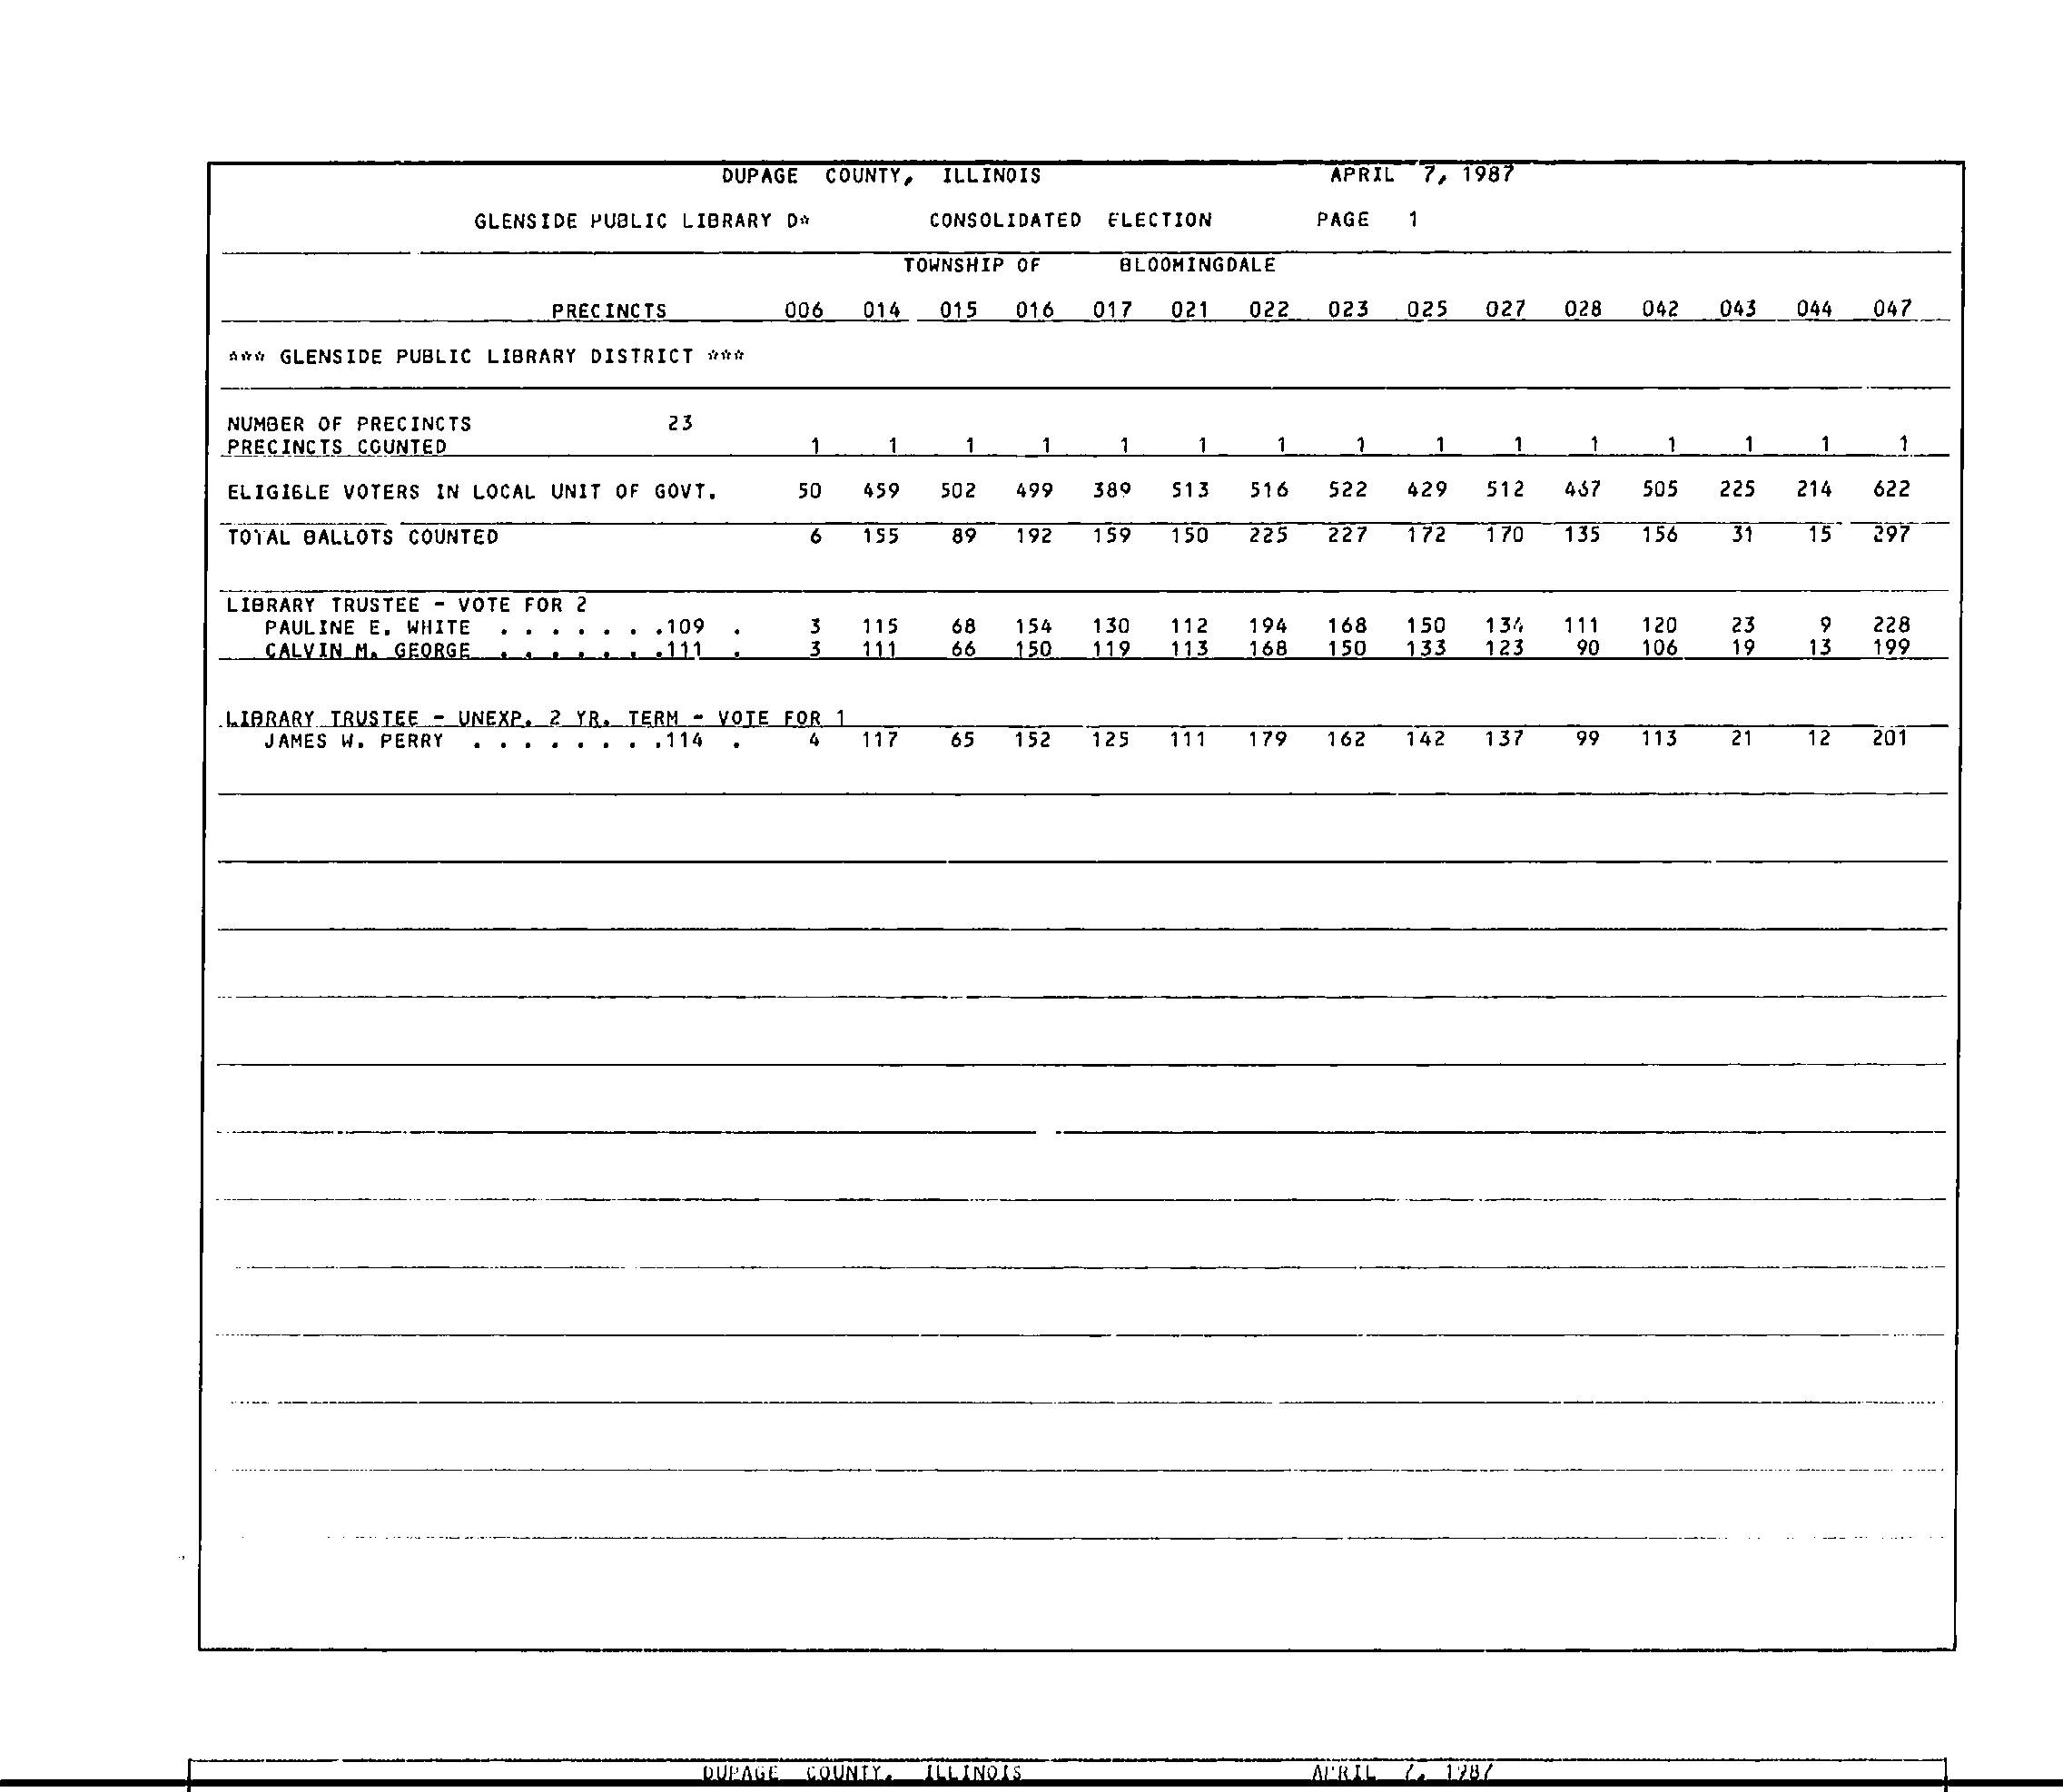 DUPAGE COUNTY, ILLINOIS APRIL 7, 1987
GLENSIDE PUBLIC LIBRARY D* CONSOLIDATED ELECTION PAGE 1
TOWNSHIP OF BLOOMINGDALE
PRECINCTS 006 014 015 016 017 021 022 023 025 027 028 042 043 044 047
*** GLENSIDE PUBLIC LIBRARY DISTRICT ***
NUMBER OF PRECINCTS 23
PRECINCTS COUNTED 1 1 1 1 1 1 1 1 1 1 1 1 1 1 1
ELIGIBLE VOTERS IN LOCAL UNIT OF GOVT. 50 459 502 499 389 513 516 522 429 512 505 225 214 622
TOTAL BALLOTS COUNTED 6 155 89 192 159 150 225 227 172 170 135 156 31 15 297
LIBRARY TRUSTEE - VOTE FOR 2
PAULINE E. WHITE . . . . . . .109 . 3 115 68 154 130 112 194 168 150 134 111 120 23 9 228
CALVIN M. GEORGE . . . . . . .111 . 3 111 66 150 119 113 168 150 133 123 90 106 19 13 199
LIBRARY TRUSTEE - UNEXP. 2 YR. TERM - VOTE FOR 1
JAMES W. PERRY . . . . . . . .114 . 4 117 65 152 125 111 179 162 142 137 99 113 21 12 201
DUPAGE COUNTY, ILLINOIS APRIL 7, 1987